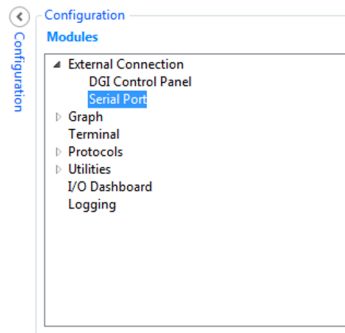 Configuration
Configuration
Modules
External Connection
DGI Control Panel
Serial Port
Graph
Terminal
Protocols
Utilities
I/O Dashboard
Logging